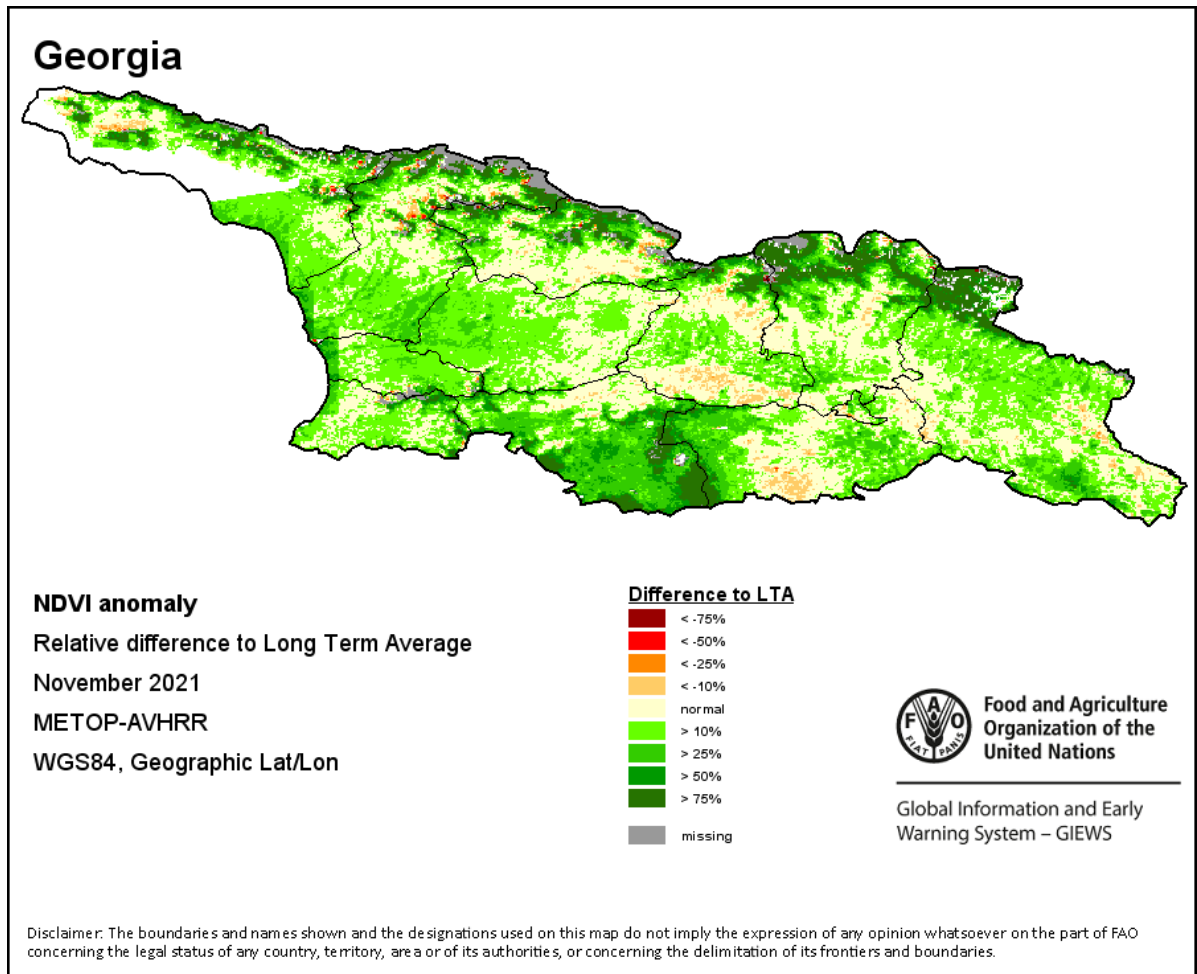 Georgia
NDVI anomaly
Relative difference to Long Term Average
November 2021
METOP-AVHRR
WGS84, Geographic Lat/Lon
Difference to LTA
< -75%
< -50%
< -25%
< -10%
normal
> 10%
> 25%
> 50%
> 75%
missing
F A O
FIAT PANIS
Food and Agriculture
Organization of the
United Nations
Global Information and Early
Warning System – GIEWS
Disclaimer: The boundaries and names shown and the designations used on this map do not imply the expression of any opinion whatsoever on the part of FAO
concerning the legal status of any country, territory, area or of its authorities, or concerning the delimitation of its frontiers and boundaries.